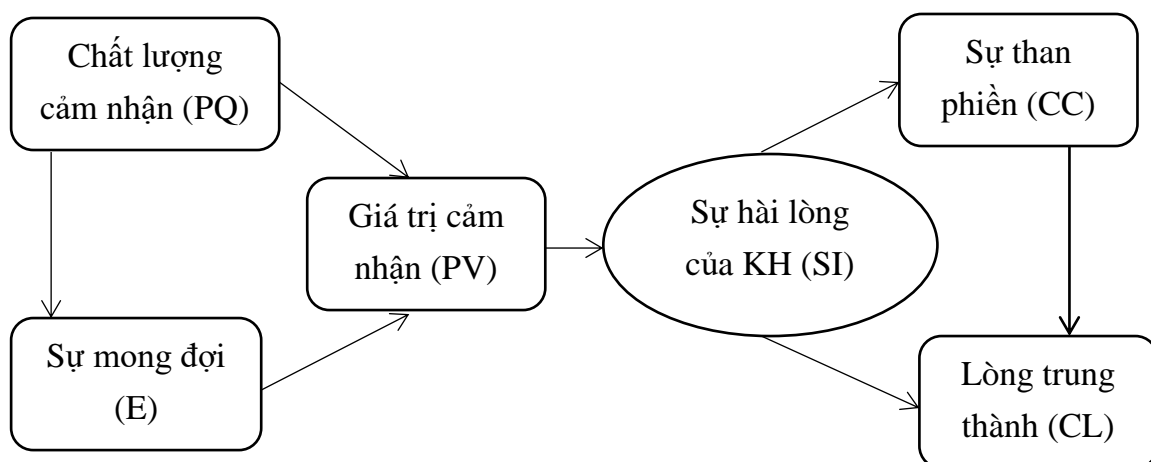 Chất lượng
cảm nhận (PQ)
Sự mong đợi
(E)
Giá trị cảm
nhận (PV)
Sự hài lòng
của KH (SI)
Sự than
phiền (CC)
Lòng trung
thành (CL)